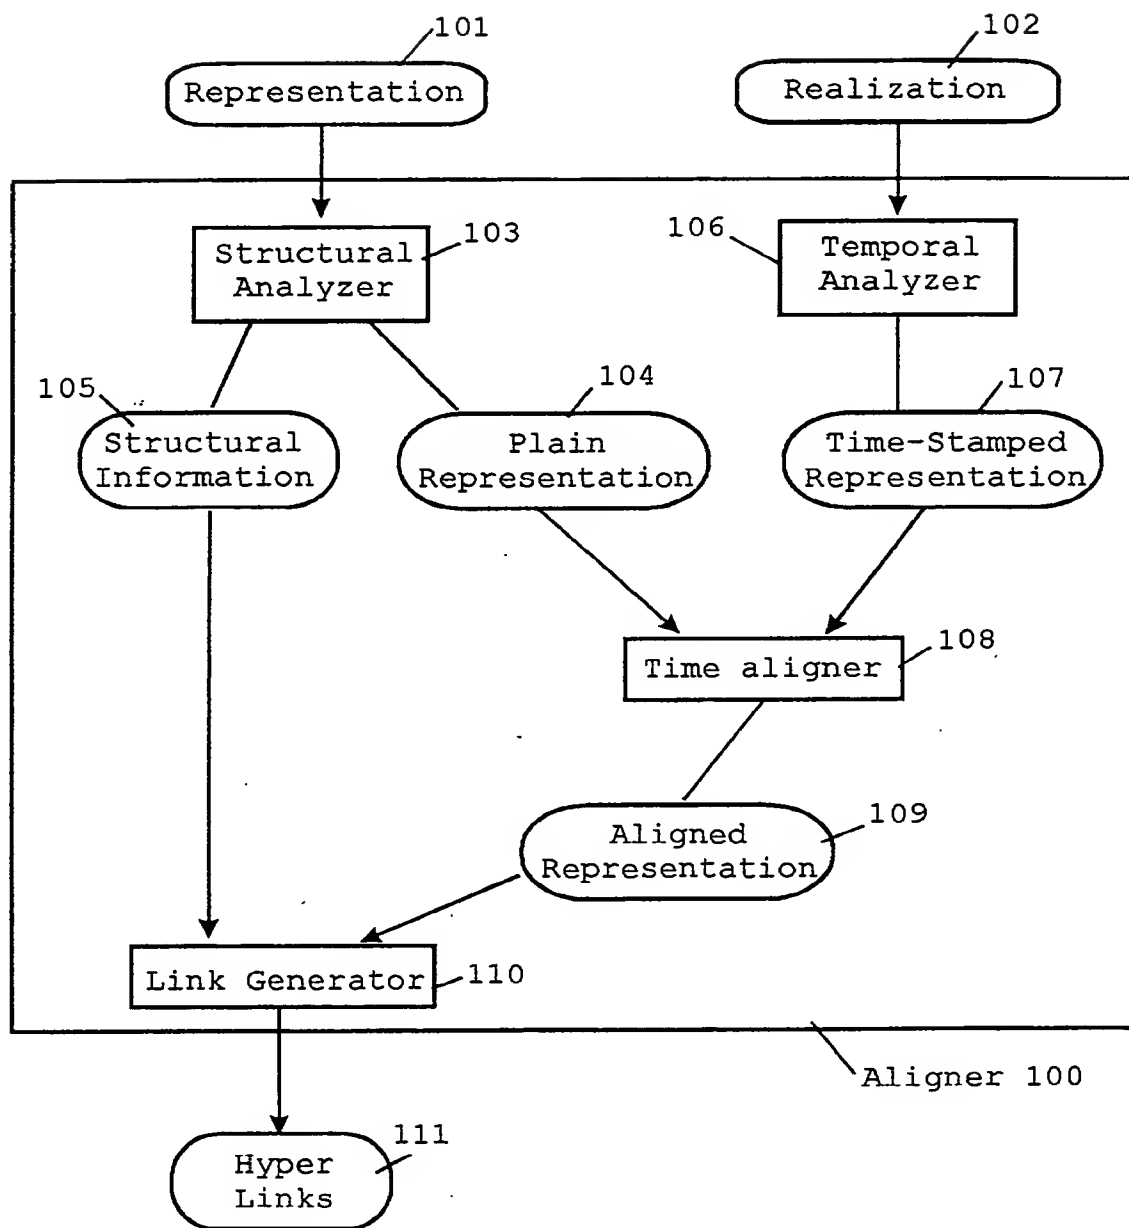 101
102
Representation
Realization
Structural
Analyzer
103
106
Temporal
Analyzer
105
104
107
Structural
Information
Plain
Representation
Time-Stamped
Representation
Time aligner
108
Aligned
Representation
109
Link Generator
110
Aligner 100
Hyper
Links
111